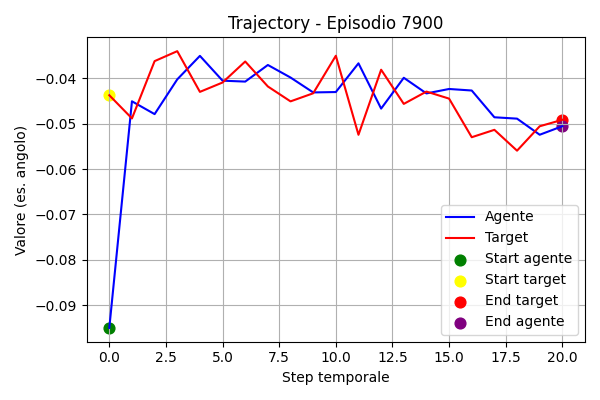 Trajectory - Episodio 7900
Valore (es. angolo)
−0.04
−0.05
−0.06
−0.07
−0.08
−0.09
Agente
Target
Start agente
Start target
End target
End agente
0.0 2.5 5.0 7.5 10.0 12.5 15.0 17.5 20.0
Step temporale